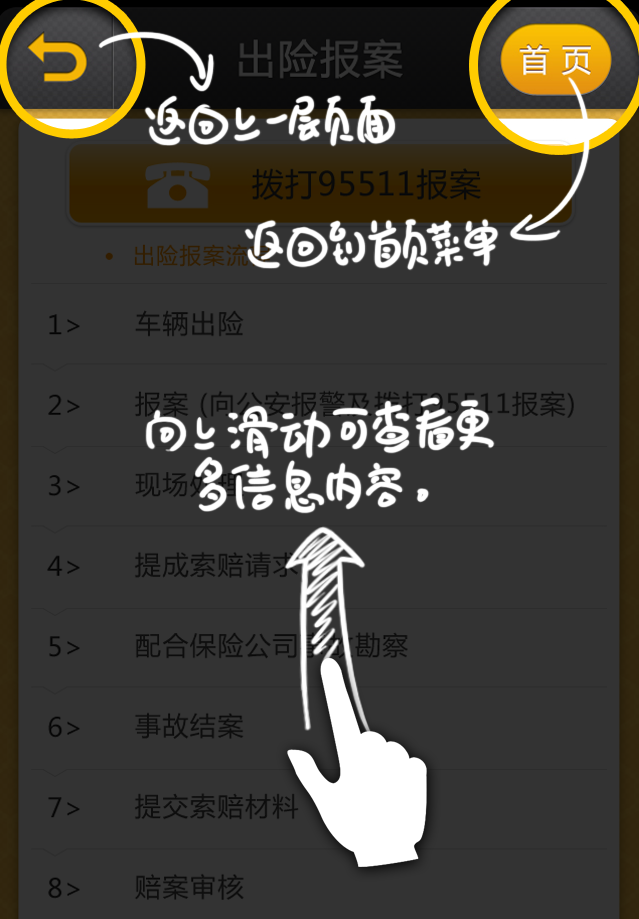 出险报案
首页
返回上一层页面
拨打95511报案
返回到首页菜单
• 出险报案流
1> 车辆出险
2> 报案 (向公安报警及拨打95511报案)
向上滑动可查看更
多信息内容。
3> 现场处理
4> 提成索赔请求
5> 配合保险公司事故勘察
6> 事故结案
7> 提交索赔材料
8> 赔案审核